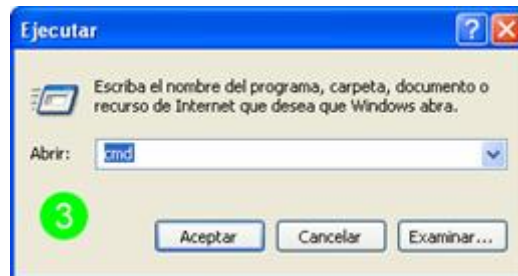 Ejecutar
Escriba el nombre del programa, carpeta, documento o
recurso de Internet que desea que Windows abra.
Abrir: cmd
3
Aceptar Cancelar Examinar...